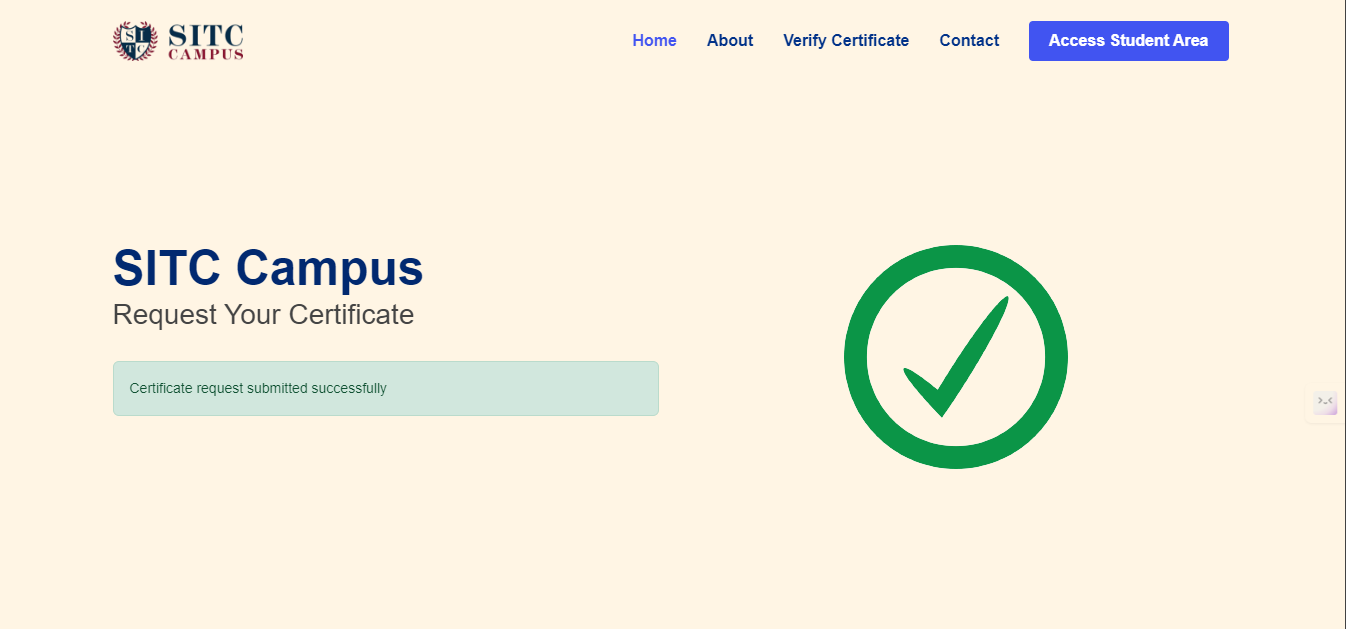 SITC
CAMPUS
Home
About
Verify Certificate
Contact
Access Student Area
SITC Campus
Request Your Certificate
Certificate request submitted successfully